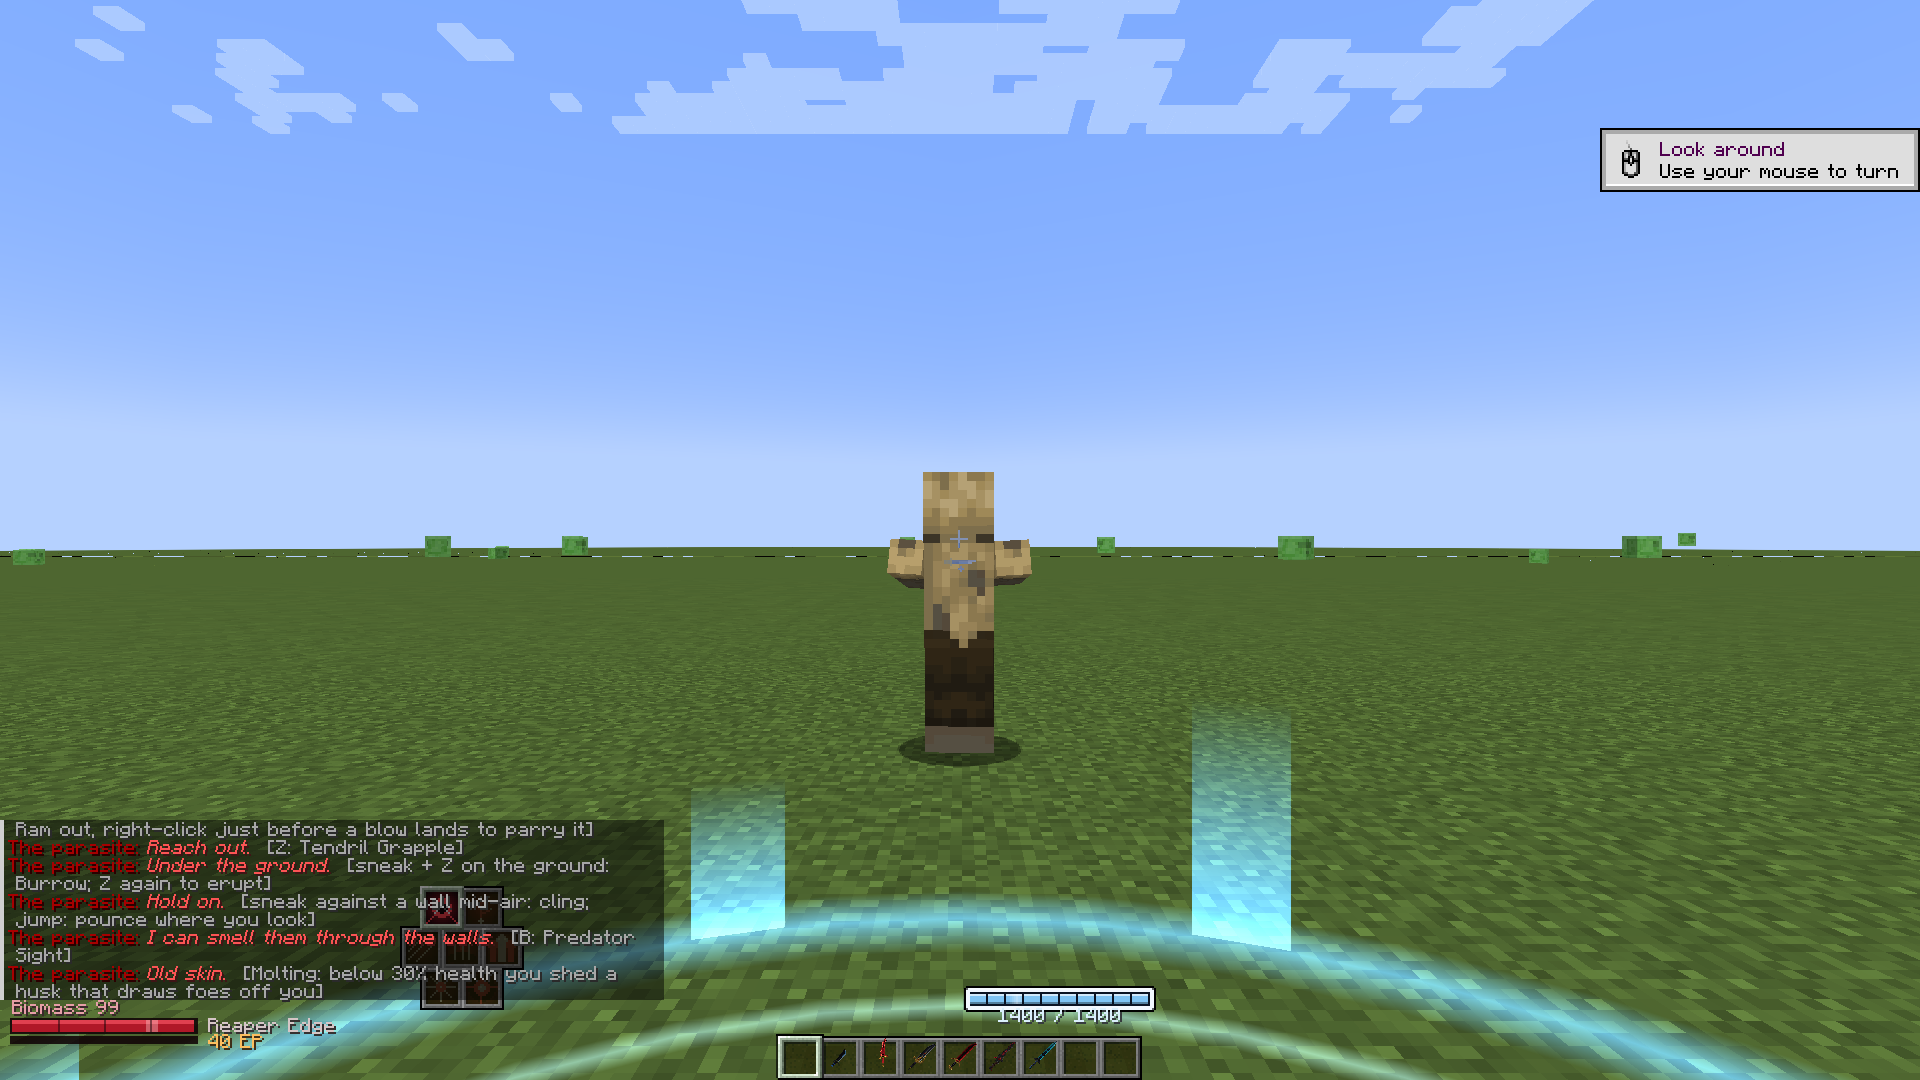 Look around
Use your mouse to turn
Ram out, right-click just before a blow lands to parry it]
The parasite: Reach out. [Z: Tendril Grapple]
The parasite: Under the ground. [sneak + Z on the ground:
Burrow; Z again to erupt]
The parasite: Hold on. [sneak against a wall mid-air: cling;
jump: pounce where you look]
The parasite: I can smell them through the walls. [B: Predator
Sight]
The parasite: Old skin. [Molting: below 30% health you shed a
husk that draws foes off you]
Biomass 99
Reaper Edge
40 EP
1400 / 1400